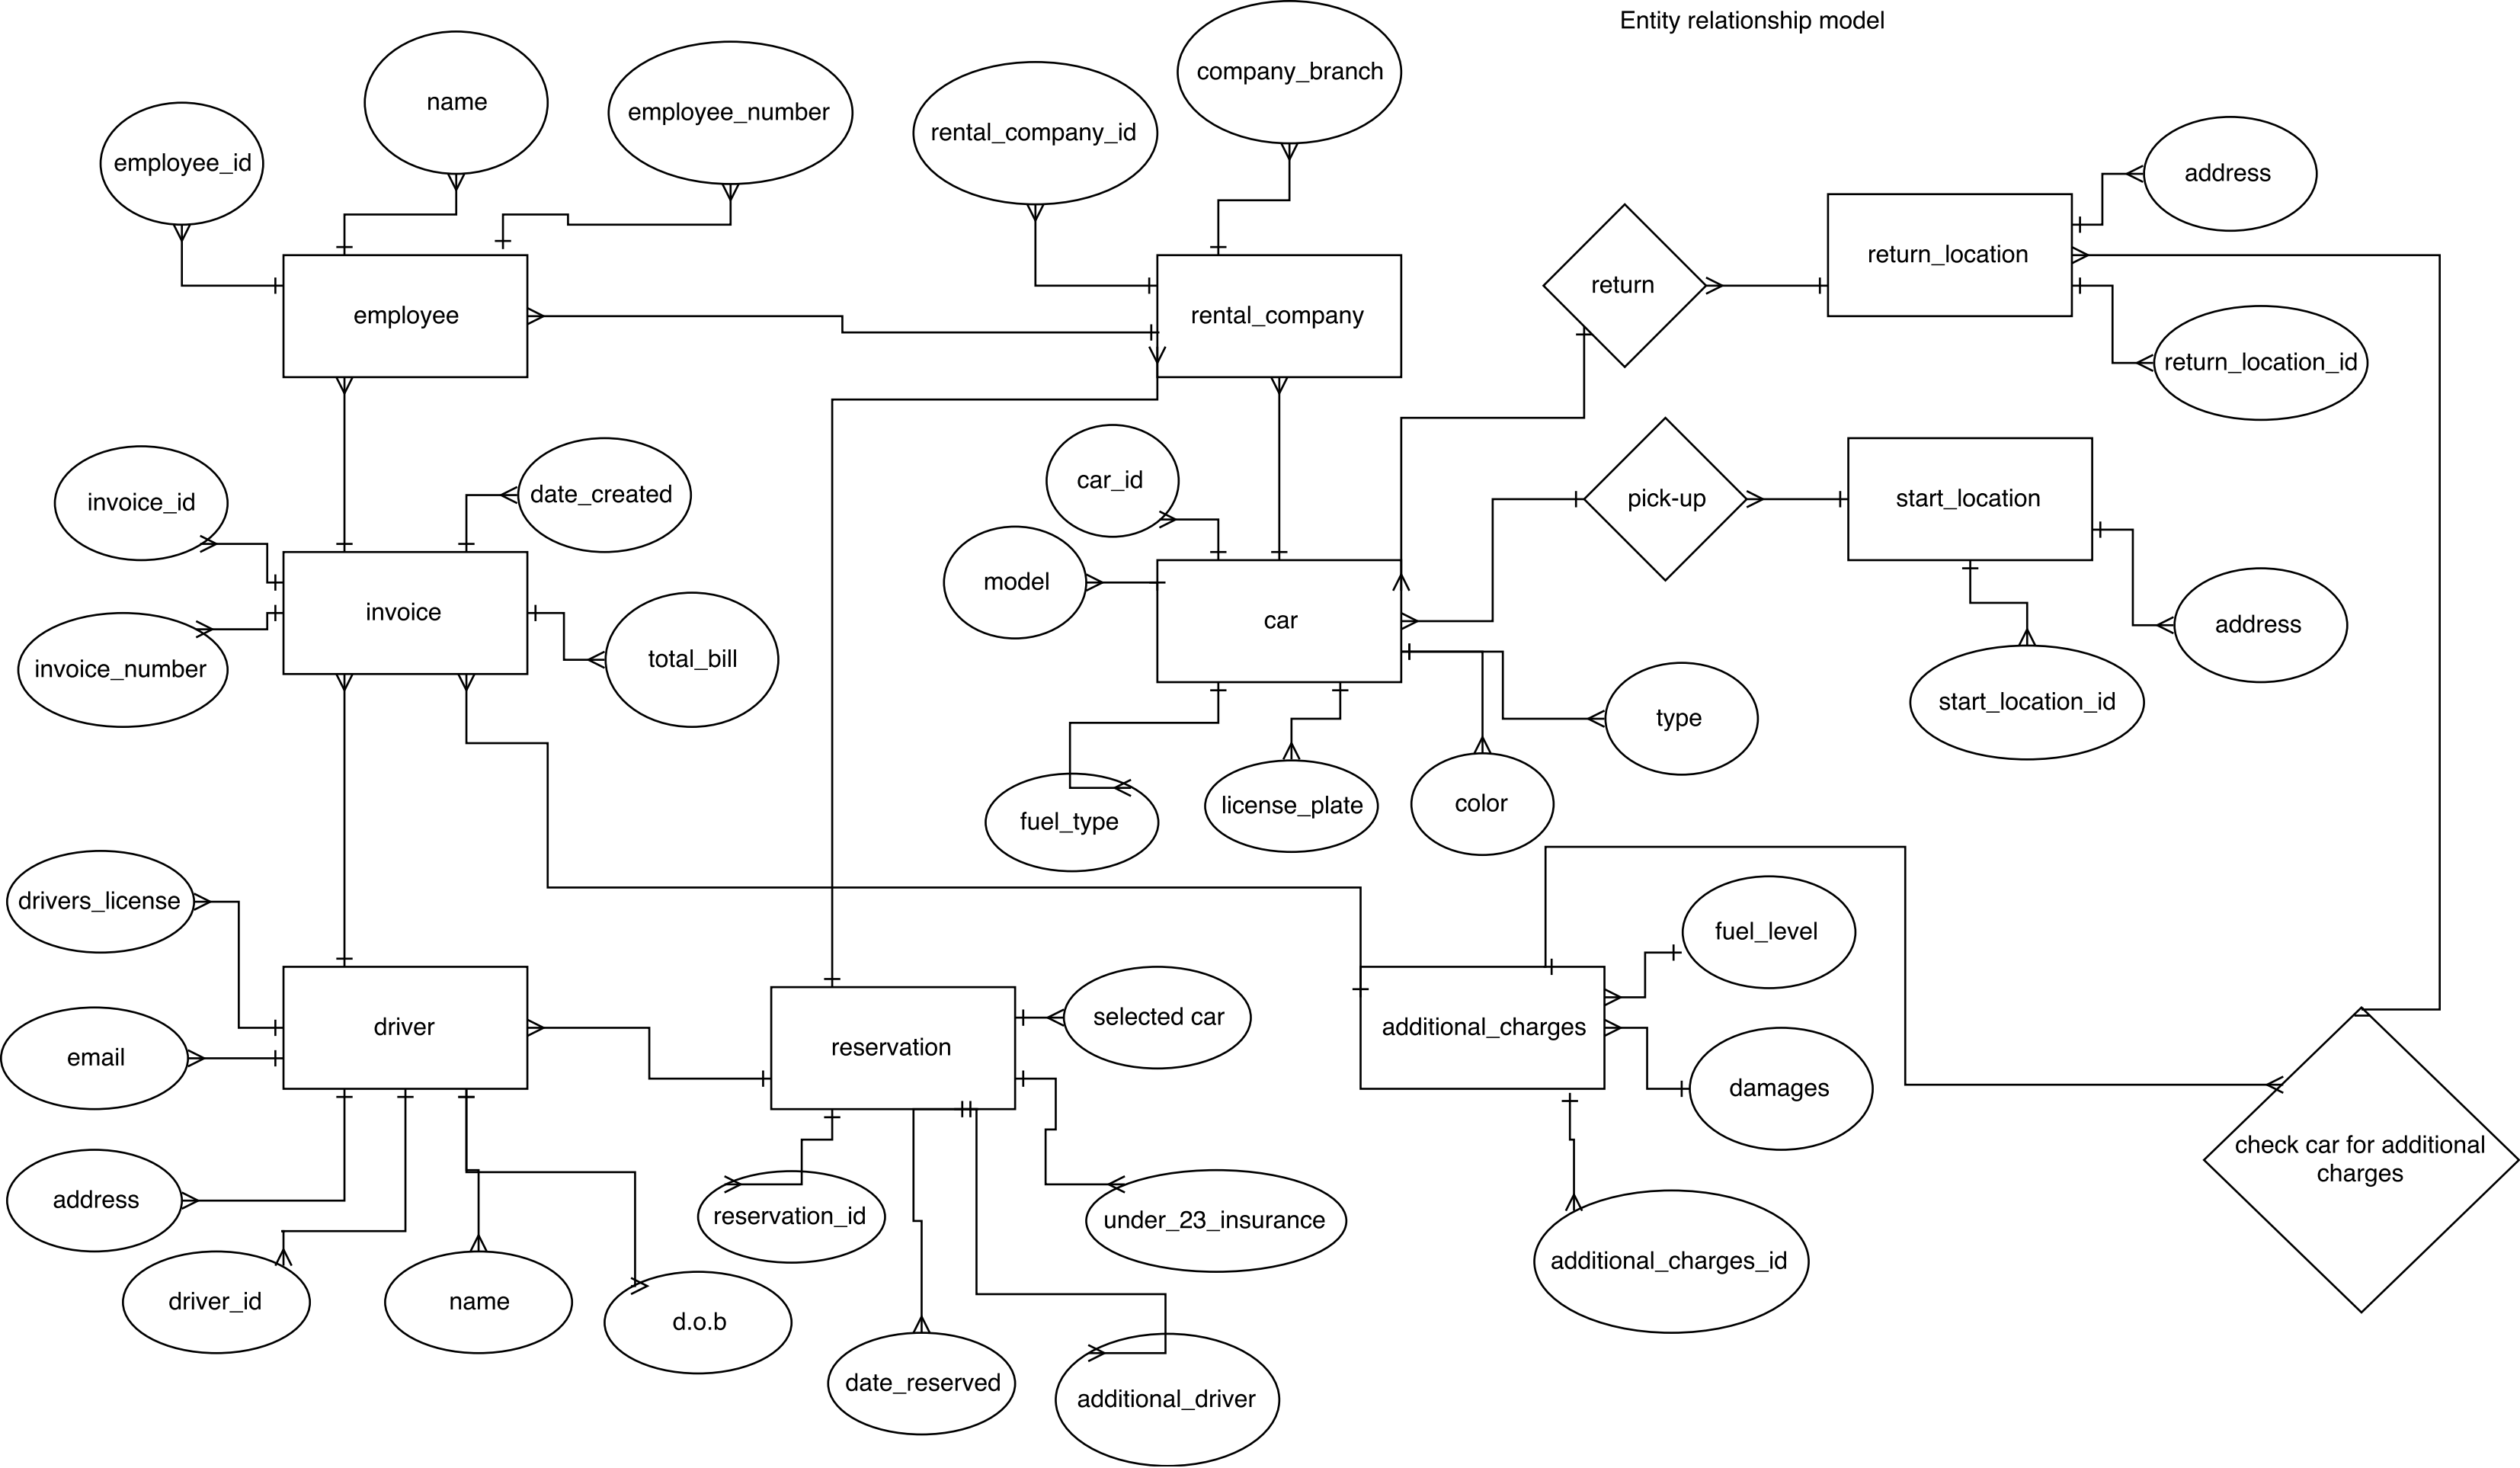 Entity relationship model
company_branch
name
employee_number
rental_company_id
employee_id
address
return_location
return
employee
rental_company
return_location_id
car_id
date_created
pick-up
start_location
invoice_id
model
invoice
car
address
total_bill
invoice_number
start_location_id
type
color
license_plate
fuel_type
drivers_license
fuel_level
selected car
driver
additional_charges
reservation
email
damages
check car for additional
charges
address
reservation_id
under_23_insurance
additional_charges_id
driver_id
name
d.o.b
date_reserved
additional_driver